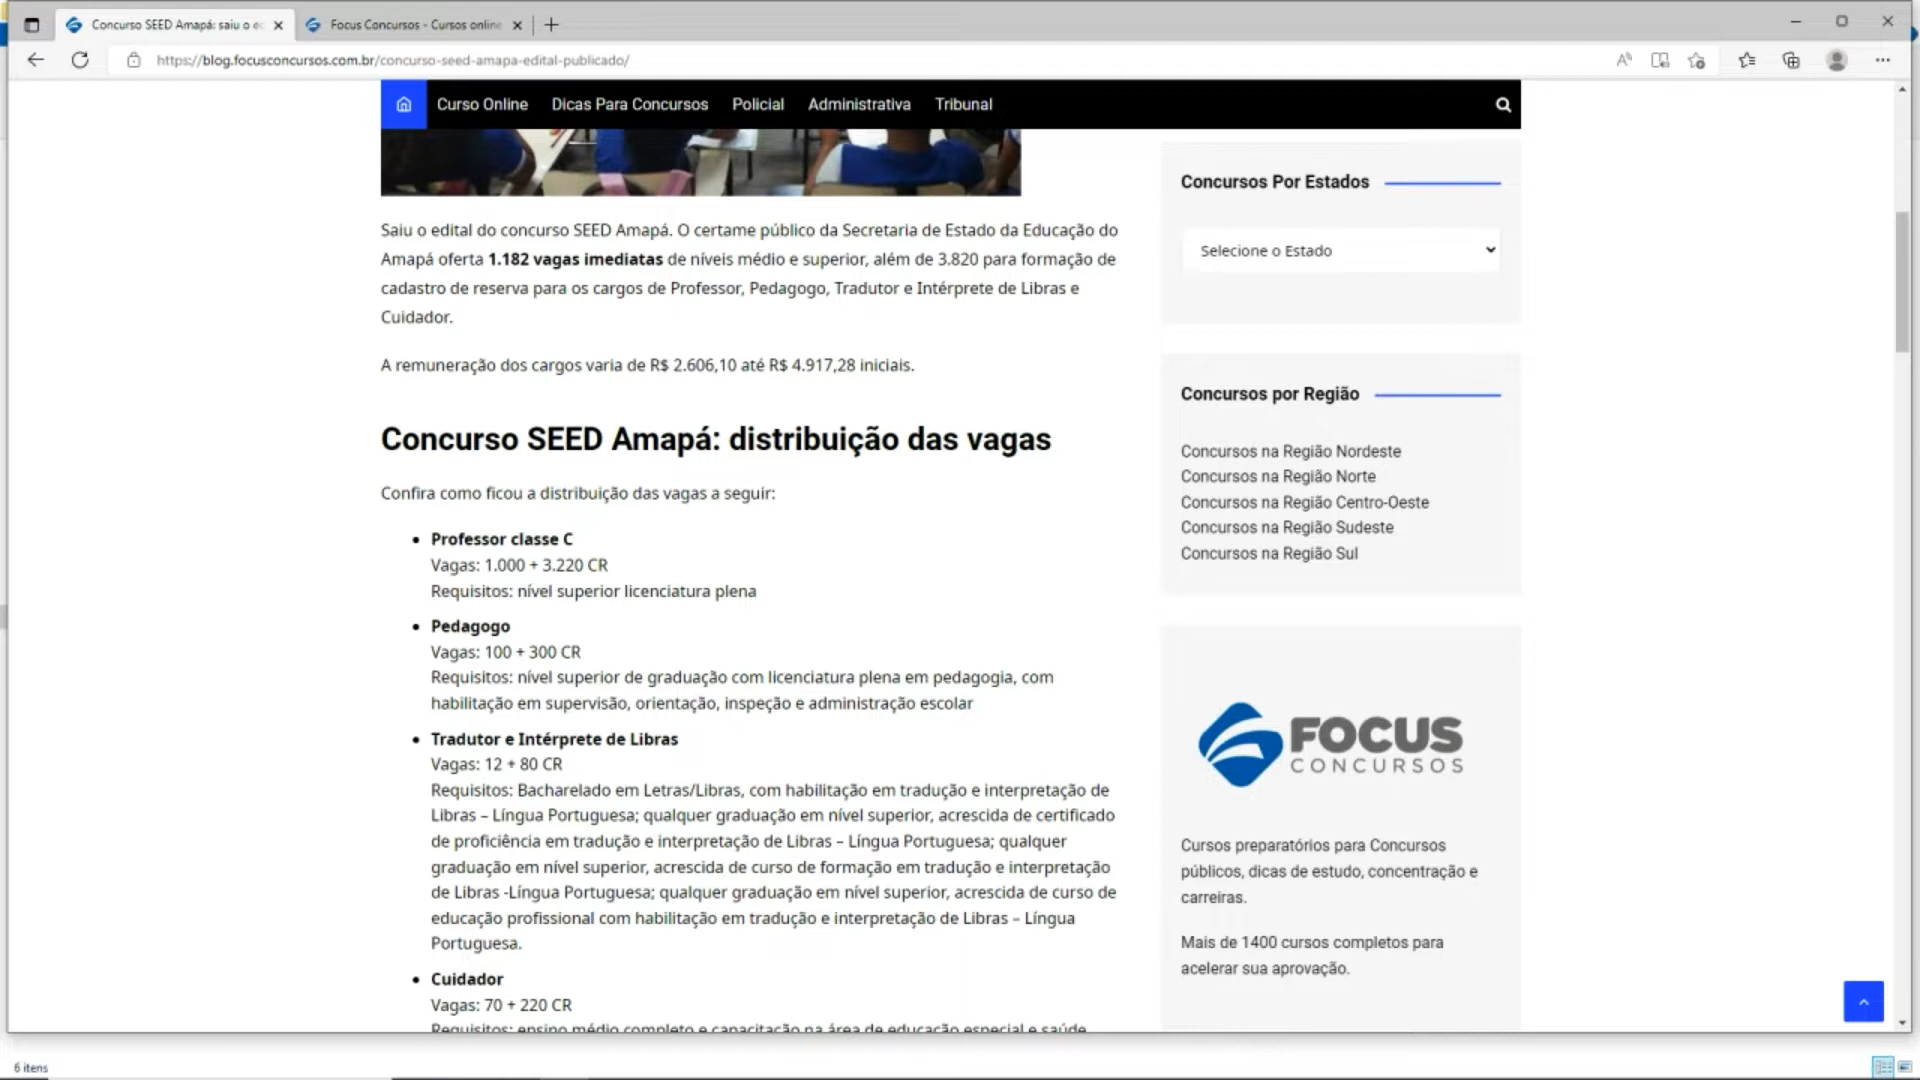 Concurso SEED Amapá: saiu o e
Focus Concursos - Cursos online
https://blog.focusconcursos.com.br/concurso-seed-amapa-edital-publicado/
Curso Online
Dicas Para Concursos
Policial
Administrativa
Tribunal
Saiu o edital do concurso SEED Amapá. O certame público da Secretaria de Estado da Educação do
Amapá oferta 1.182 vagas imediatas de níveis médio e superior, além de 3.820 para formação de
cadastro de reserva para os cargos de Professor, Pedagogo, Tradutor e Intérprete de Libras e
Cuidador.
A remuneração dos cargos varia de R$ 2.606,10 até R$ 4.917,28 iniciais.
Concurso SEED Amapá: distribuição das vagas
Confira como ficou a distribuição das vagas a seguir:
• Professor classe C
Vagas: 1.000 + 3.220 CR
Requisitos: nível superior licenciatura plena
• Pedagogo
Vagas: 100 + 300 CR
Requisitos: nível superior de graduação com licenciatura plena em pedagogia, com
habilitação em supervisão, orientação, inspeção e administração escolar
• Tradutor e Intérprete de Libras
Vagas: 12 + 80 CR
Requisitos: Bacharelado em Letras/Libras, com habilitação em tradução e interpretação de
Libras – Língua Portuguesa; qualquer graduação em nível superior, acrescida de certificado
de proficiência em tradução e interpretação de Libras – Língua Portuguesa; qualquer
graduação em nível superior, acrescida de curso de formação em tradução e interpretação
de Libras -Língua Portuguesa; qualquer graduação em nível superior, acrescida de curso de
educação profissional com habilitação em tradução e interpretação de Libras – Língua
Portuguesa.
• Cuidador
Vagas: 70 + 220 CR
Requisitos: ensino médio completo e capacitação na área de educação especial e saúde
Concursos Por Estados
Selecione o Estado
Concursos por Região
Concursos na Região Nordeste
Concursos na Região Norte
Concursos na Região Centro-Oeste
Concursos na Região Sudeste
Concursos na Região Sul
FOCUS
CONCURSOS
Cursos preparatórios para Concursos
públicos, dicas de estudo, concentração e
carreiras.
Mais de 1400 cursos completos para
acelerar sua aprovação.
6 itens